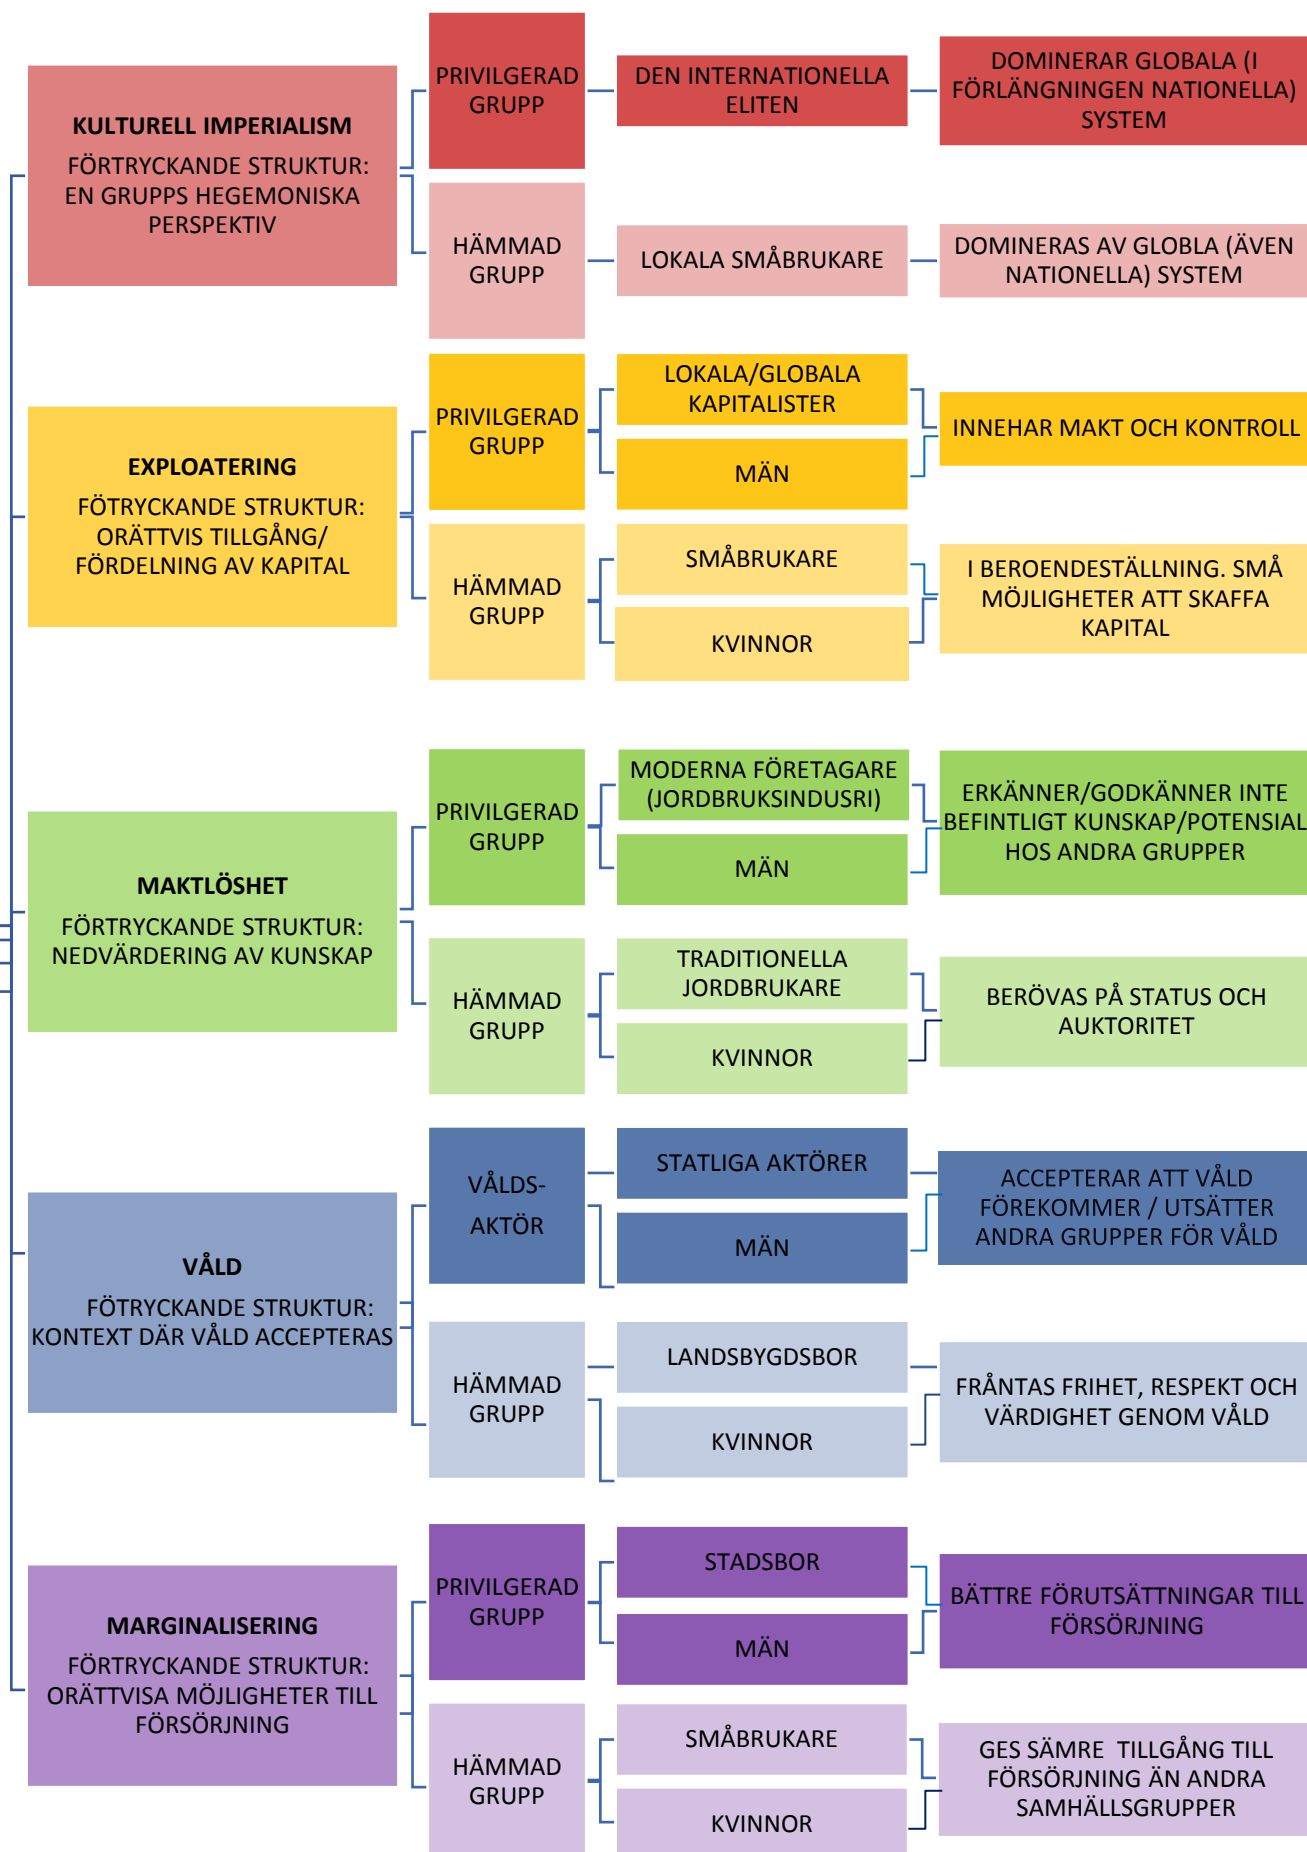 KULTURELL IMPERIALISM
FÖRTRYCKANDE STRUKTUR:
EN GRUPPS HEGEMONISKA
PERSPEKTIV
PRIVILGERAD
GRUPP
DEN INTERNATIONELLA
ELITEN
DOMINERAR GLOBALA (I
FÖRLÄNGNINGEN NATIONELLA)
SYSTEM
HÄMMAD
GRUPP
LOKALA SMÅBRUKARE
DOMINERAS AV GLOBLA (ÄVEN
NATIONELLA) SYSTEM
EXPLOATERING
FÖTRYCKANDE STRUKTUR:
ORÄTTVIS TILLGÅNG/
FÖRDELNING AV KAPITAL
PRIVILGERAD
GRUPP
LOKALA/GLOBALA
KAPITALISTER
MÄN
INNEHAR MAKT OCH KONTROLL
HÄMMAD
GRUPP
SMÅBRUKARE
KVINNOR
I BEROENDESTÄLLNING. SMÅ
MÖJLIGHETER ATT SKAFFA
KAPITAL
MAKTLÖSHET
FÖRTRYCKANDE STRUKTUR:
NEDVÄRDERING AV KUNSKAP
PRIVILGERAD
GRUPP
MODERNA FÖRETAGARE
(JORDBRUKSINDUSRI)
MÄN
ERKÄNNER/GODKÄNNER INTE
BEFINTLIGT KUNSKAP/POTENSIAL
HOS ANDRA GRUPPER
HÄMMAD
GRUPP
TRADITIONELLA
JORDBRUKARE
KVINNOR
BERÖVAS PÅ STATUS OCH
AUKTORITET
VÅLD
FÖTRYCKANDE STRUKTUR:
KONTEXT DÄR VÅLD ACCEPTERAS
VÅLDS-
AKTÖR
STATLIGA AKTÖRER
MÄN
ACCEPTERAR ATT VÅLD
FÖREKOMMER / UTSÄTTER
ANDRA GRUPPER FÖR VÅLD
HÄMMAD
GRUPP
LANDSBYGDSBOR
KVINNOR
FRÅNTAS FRIHET, RESPEKT OCH
VÄRDIGHET GENOM VÅLD
MARGINALISERING
FÖRTRYCKANDE STRUKTUR:
ORÄTTVISA MÖJLIGHETER TILL
FÖRSÖRJNING
PRIVILGERAD
GRUPP
STADSBOR
MÄN
BÄTTRE FÖRUTSÄTTNINGAR TILL
FÖRSÖRJNING
HÄMMAD
GRUPP
SMÅBRUKARE
KVINNOR
GES SÄMRE TILLGÅNG TILL
FÖRSÖRJNING ÄN ANDRA
SAMHÄLLSGRUPPER